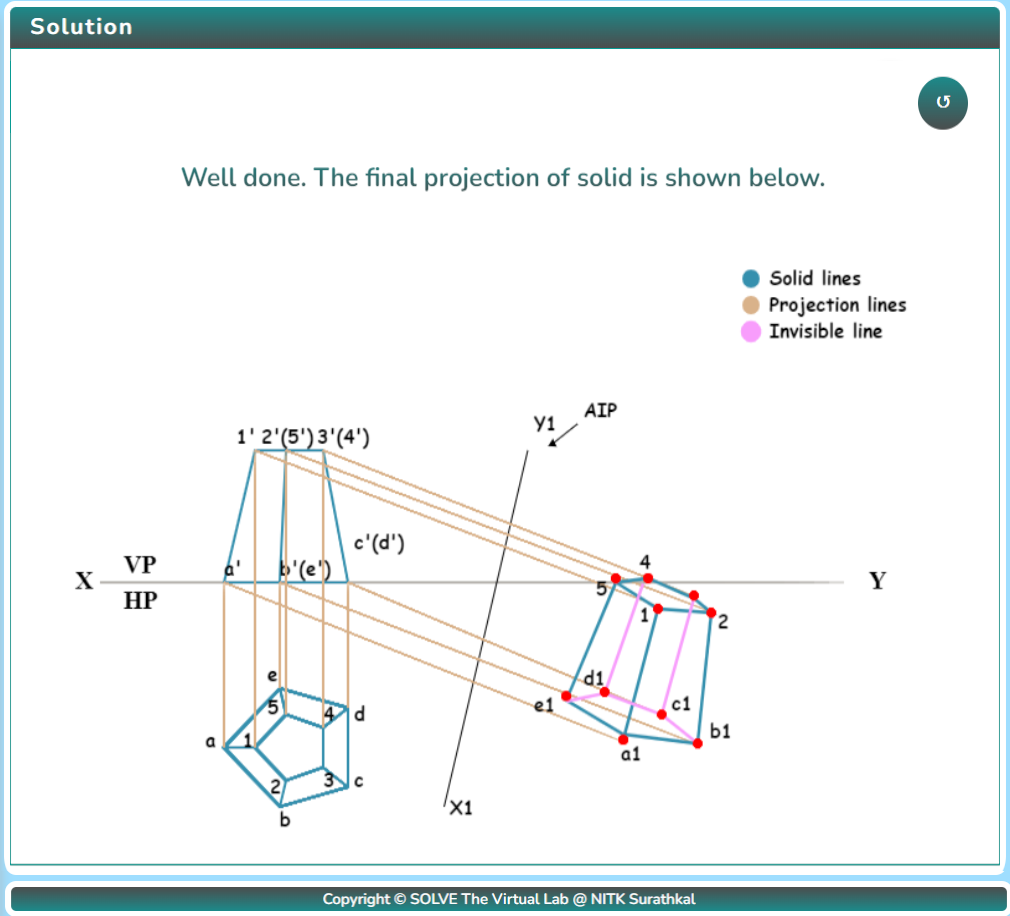 Solution
↺
Well done. The final projection of solid is shown below.
Solid lines
Projection lines
Invisible line
AIP
Y1
1' 2'(5') 3'(4')
c'(d')
VP
a' b'(e')
X Y
HP
4
5
1
2
e
d1
5
4 d
e1
c1
a 1
b1
a1
2 3 c
b
X1
Copyright © SOLVE The Virtual Lab @ NITK Surathkal